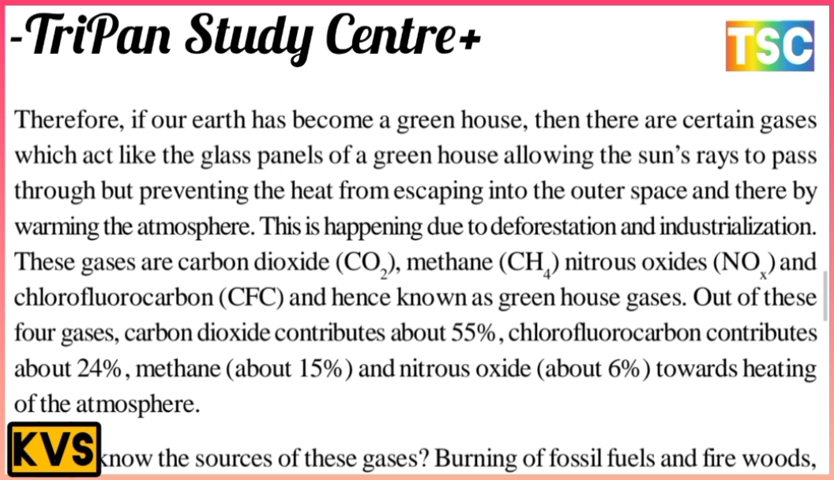 -TriPan Study Centre+
TSC
Therefore, if our earth has become a green house, then there are certain gases
which act like the glass panels of a green house allowing the sun's rays to pass
through but preventing the heat from escaping into the outer space and there by
warming the atmosphere. This is happening due to deforestation and industrialization.
These gases are carbon dioxide (CO₂), methane (CH₄) nitrous oxides (NOₓ) and
chlorofluorocarbon (CFC) and hence known as green house gases. Out of these
four gases, carbon dioxide contributes about 55%, chlorofluorocarbon contributes
about 24%, methane (about 15%) and nitrous oxide (about 6%) towards heating
of the atmosphere.
KVS know the sources of these gases? Burning of fossil fuels and fire woods,